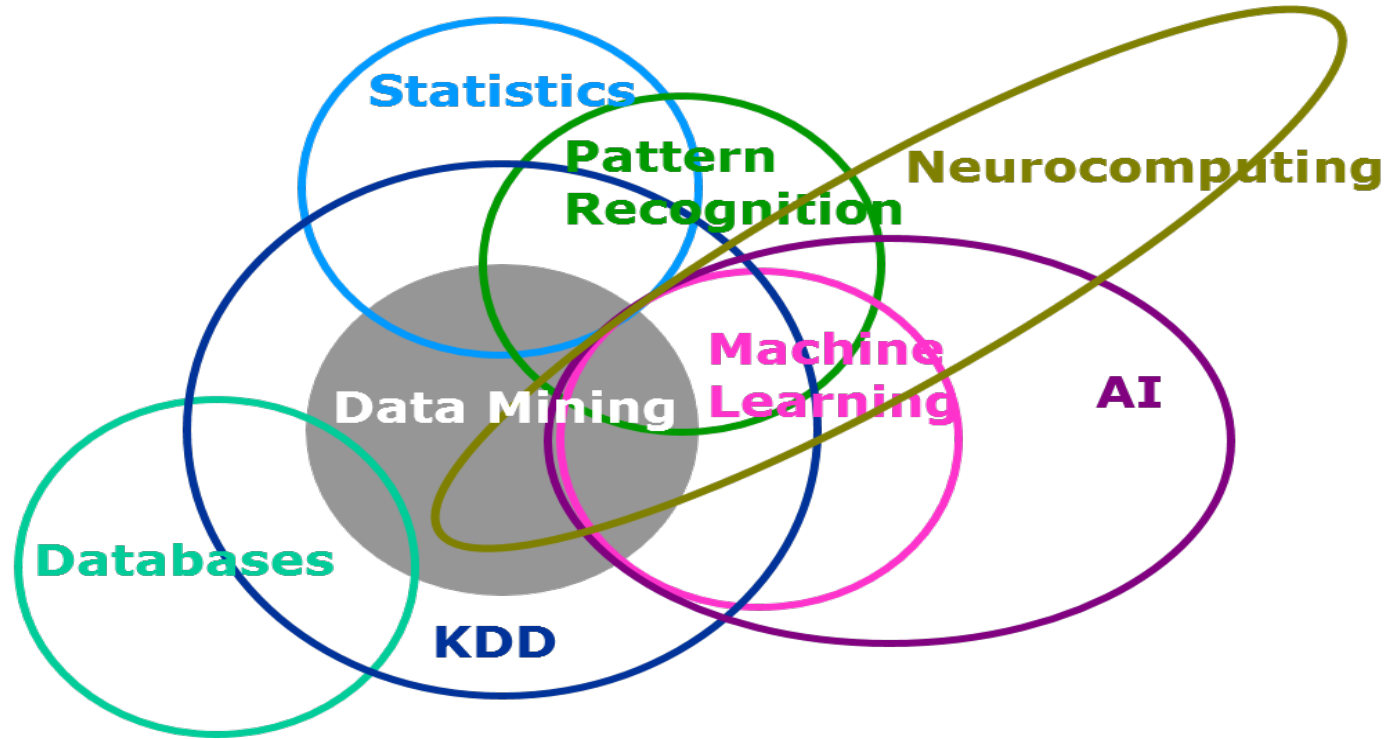 Statistics
Pattern
Recognition
Neurocomputing
Machine
Learning
AI
Data Mining
Databases
KDD